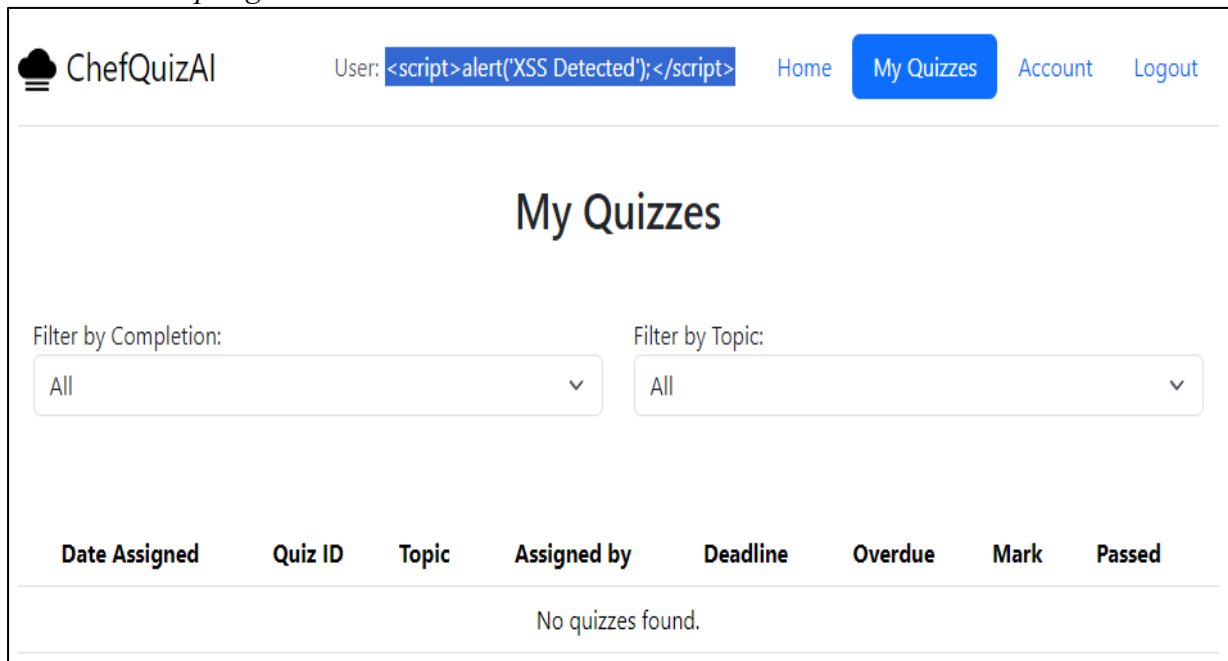 ChefQuizAI User: <script>alert('XSS Detected');</script> Home My Quizzes Account Logout
My Quizzes
Filter by Completion: Filter by Topic:
All All
Date Assigned Quiz ID Topic Assigned by Deadline Overdue Mark Passed
No quizzes found.